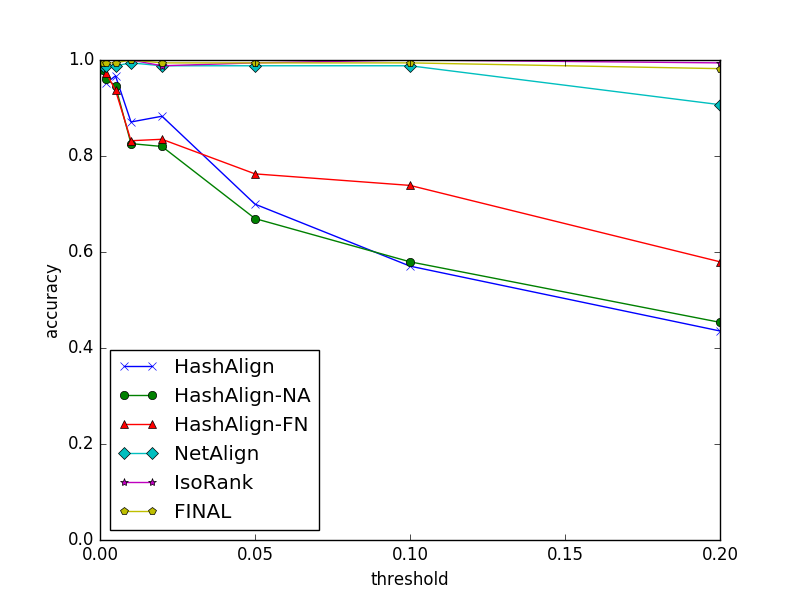 1.0
0.8
0.6
0.4
0.2
0.0
accuracy
HashAlign
HashAlign-NA
HashAlign-FN
NetAlign
IsoRank
FINAL
0.00 0.05 0.10 0.15 0.20
threshold